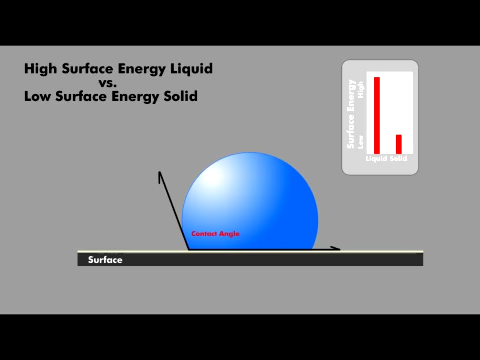 High Surface Energy Liquid
vs.
Low Surface Energy Solid
Surface Energy
Low High
Liquid Solid
Contact Angle
Surface